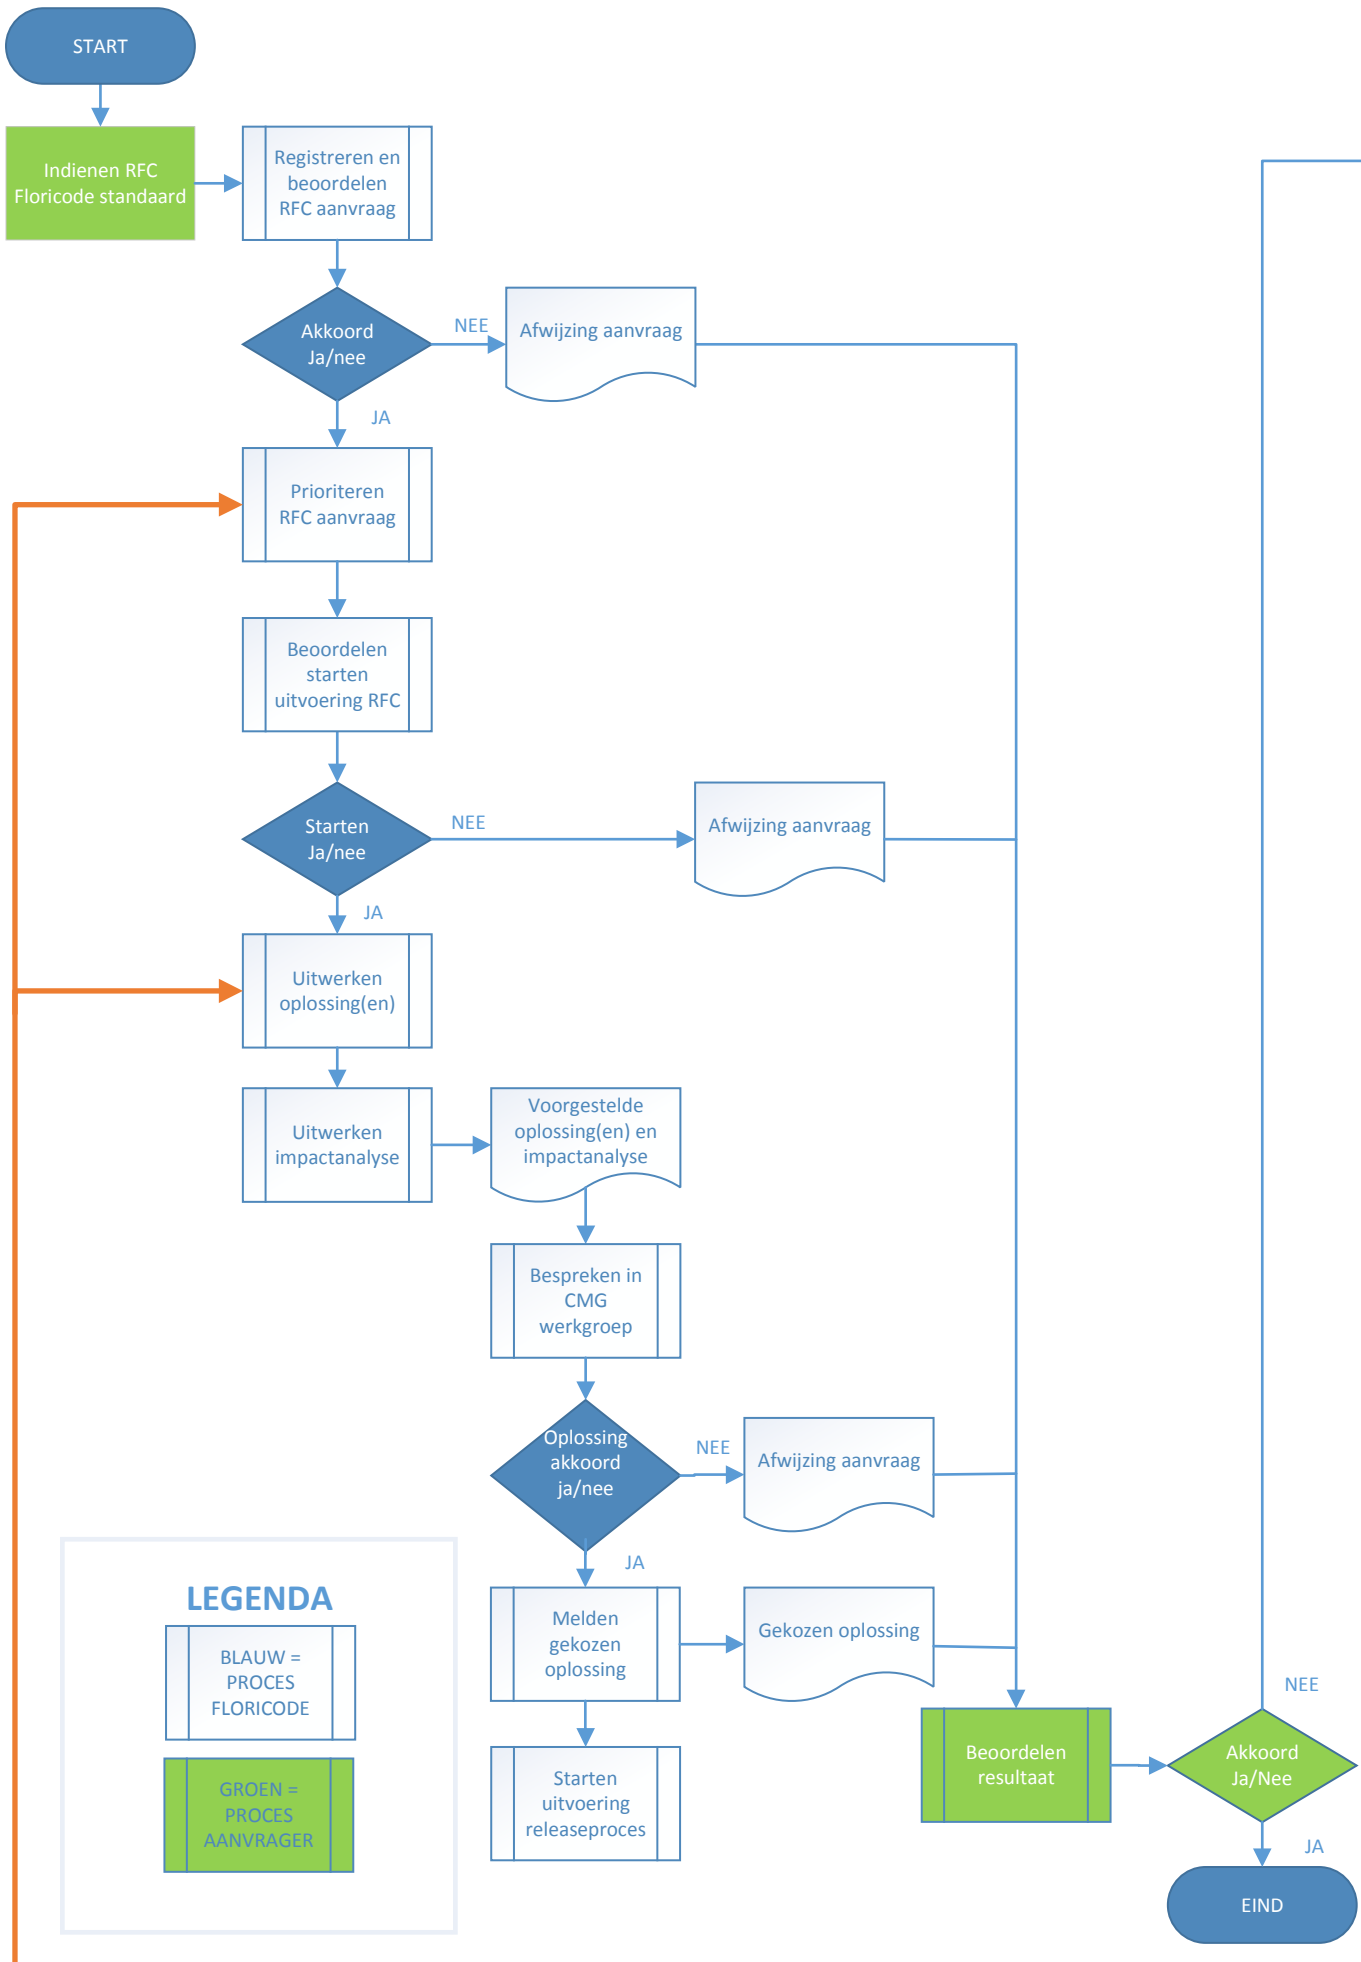 START
Indienen RFC
Floricode standaard
Registreren en
beoordelen
RFC aanvraag
Akkoord
Ja/nee
NEE
Afwijzing aanvraag
JA
Prioriteren
RFC aanvraag
Beoordelen
starten
uitvoering RFC
Starten
Ja/nee
NEE
Afwijzing aanvraag
JA
Uitwerken
oplossing(en)
Uitwerken
impactanalyse
Voorgestelde
oplossing(en) en
impactanalyse
Bespreken in
CMG
werkgroep
Oplossing
akkoord
ja/nee
NEE
Afwijzing aanvraag
JA
Melden
gekozen
oplossing
Gekozen oplossing
Starten
uitvoering
releaseproces
Beoordelen
resultaat
Akkoord
Ja/Nee
NEE
JA
EIND
LEGENDA
BLAUW =
PROCES
FLORICODE
GROEN =
PROCES
AANVRAGER